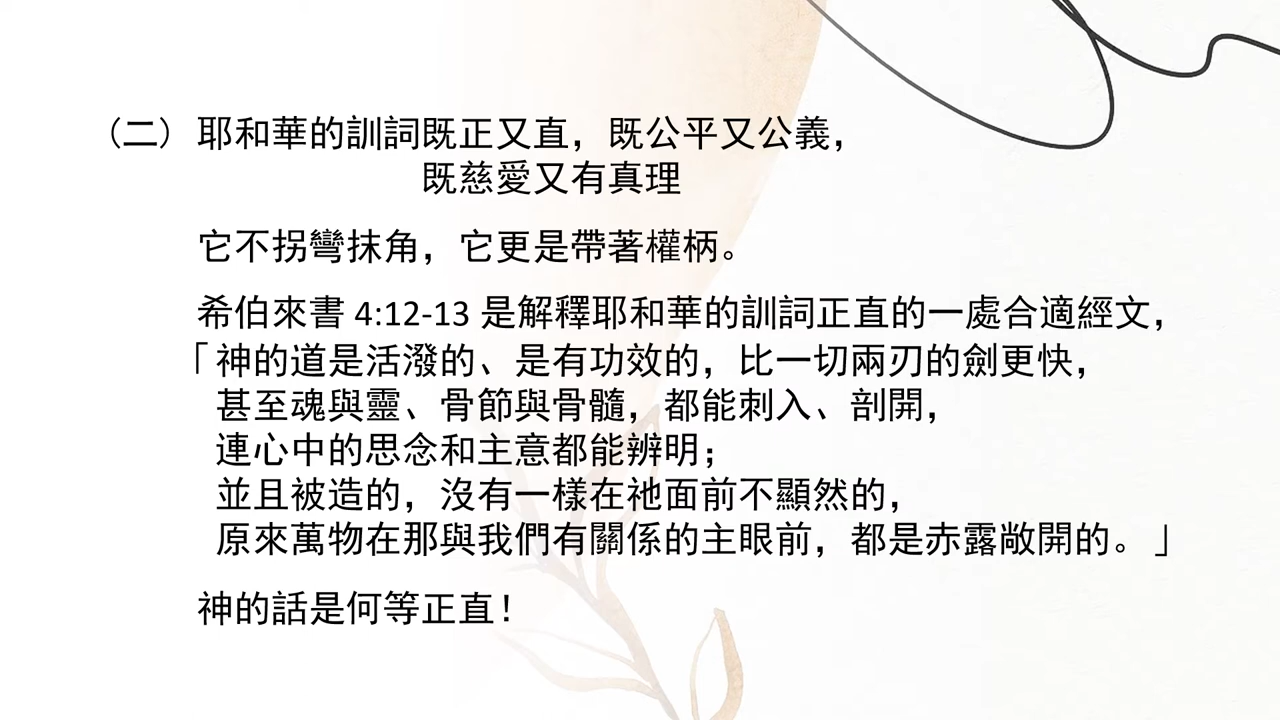 (二) 耶和華的訓詞既正又直，既公平又公義，
既慈愛又有真理
它不拐彎抹角，它更是帶著權柄。
希伯來書 4:12-13 是解釋耶和華的訓詞正直的一處合適經文，
「神的道是活潑的、是有功效的，比一切兩刃的劍更快，
甚至魂與靈、骨節與骨髓，都能刺入、剖開，
連心中的思念和主意都能辨明；
並且被造的，沒有一樣在祂面前不顯然的，
原來萬物在那與我們有關係的主眼前，都是赤露敞開的。」
神的話是何等正直！